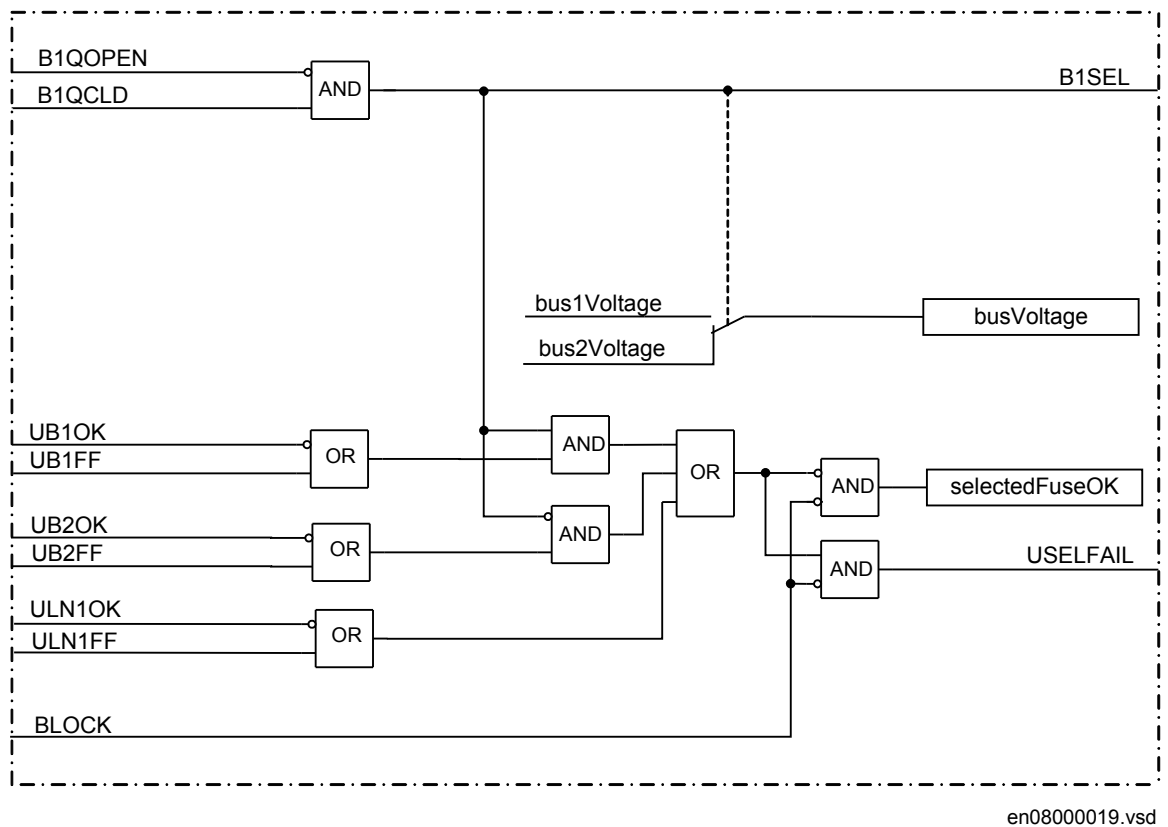 B1QOPEN
B1QCLD
AND
B1SEL
bus1Voltage
bus2Voltage
busVoltage
UB1OK
UB1FF
OR
AND
OR
AND
selectedFuseOK
UB2OK
UB2FF
OR
AND
AND
USELFAIL
ULN1OK
ULN1FF
OR
BLOCK
en08000019.vsd